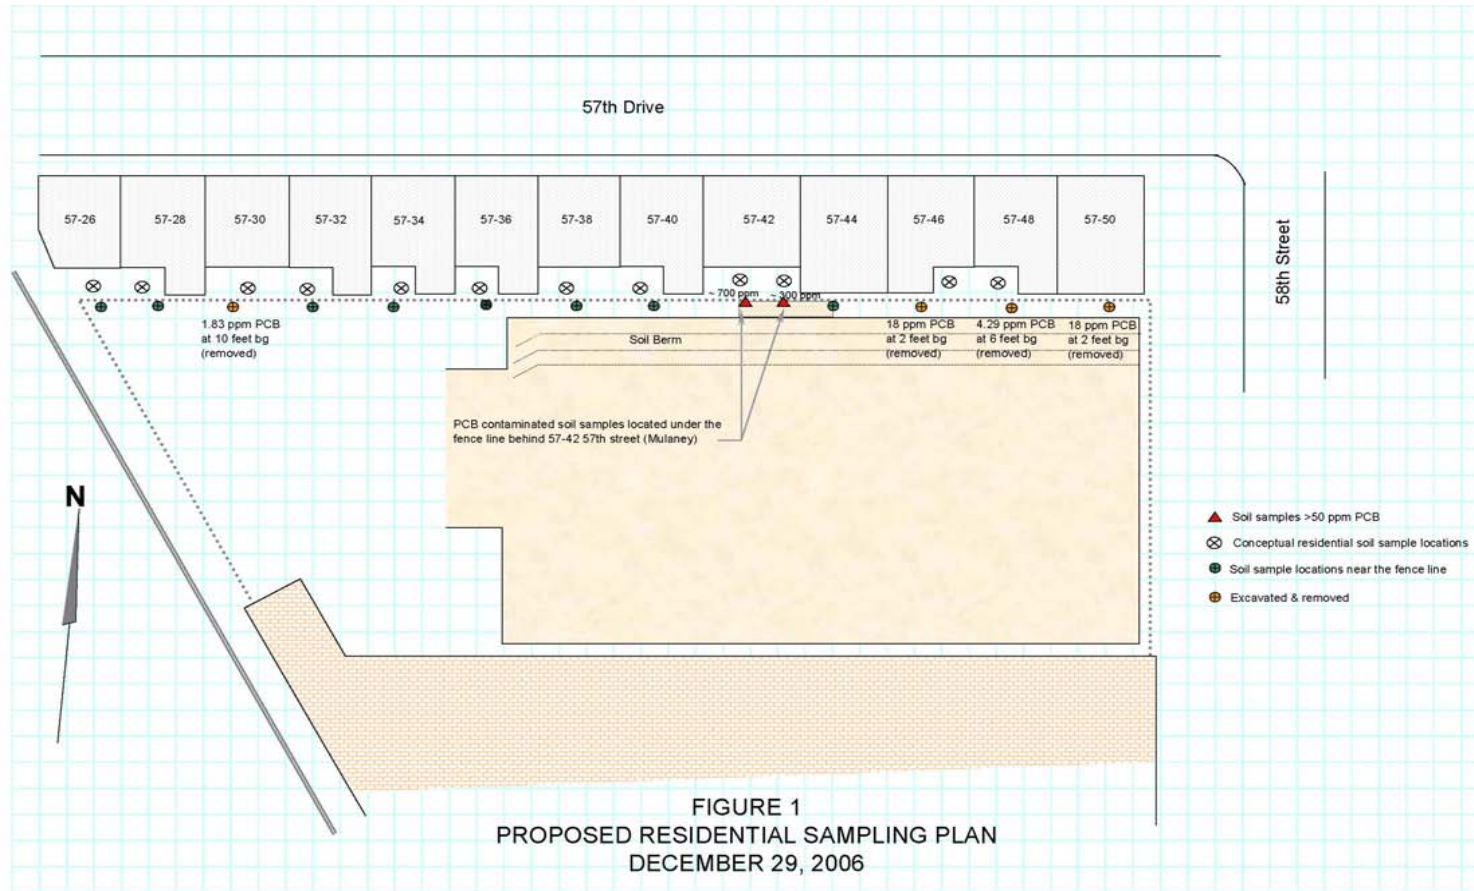 57th Drive
58th Street
57-26
57-28
57-30
57-32
57-34
57-36
57-38
57-40
57-42
57-44
57-46
57-48
57-50
~ 700 ppm
~ 300 ppm
1.83 ppm PCB
at 10 feet bg
(removed)
Soil Berm
18 ppm PCB
at 2 feet bg
(removed)
4.29 ppm PCB
at 6 feet bg
(removed)
18 ppm PCB
at 2 feet bg
(removed)
PCB contaminated soil samples located under the
fence line behind 57-42 57th street (Mulaney)
N
Soil samples >50 ppm PCB
Conceptual residential soil sample locations
Soil sample locations near the fence line
Excavated & removed
FIGURE 1
PROPOSED RESIDENTIAL SAMPLING PLAN
DECEMBER 29, 2006